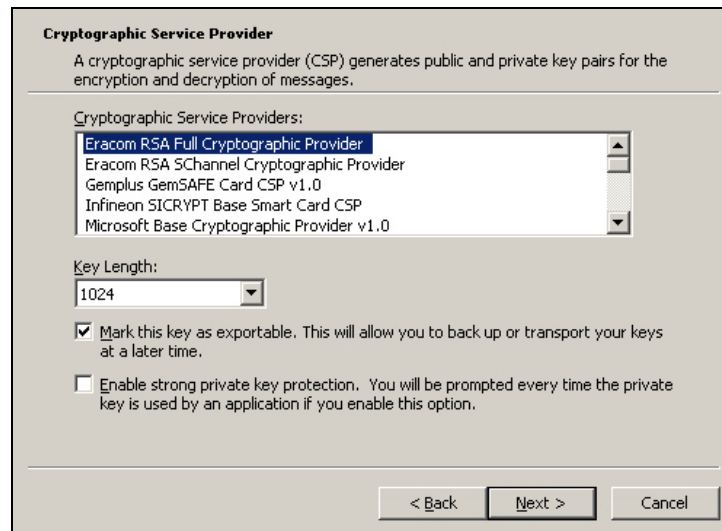 Cryptographic Service Provider
A cryptographic service provider (CSP) generates public and private key pairs for the
encryption and decryption of messages.
Cryptographic Service Providers:
Eracom RSA Full Cryptographic Provider
Eracom RSA SChannel Cryptographic Provider
Gemplus GemSAFE Card CSP v1.0
Infineon SICRYPT Base Smart Card CSP
Microsoft Base Cryptographic Provider v1.0
Key Length:
1024
Mark this key as exportable. This will allow you to back up or transport your keys
at a later time.
Enable strong private key protection. You will be prompted every time the private
key is used by an application if you enable this option.
< Back Next > Cancel